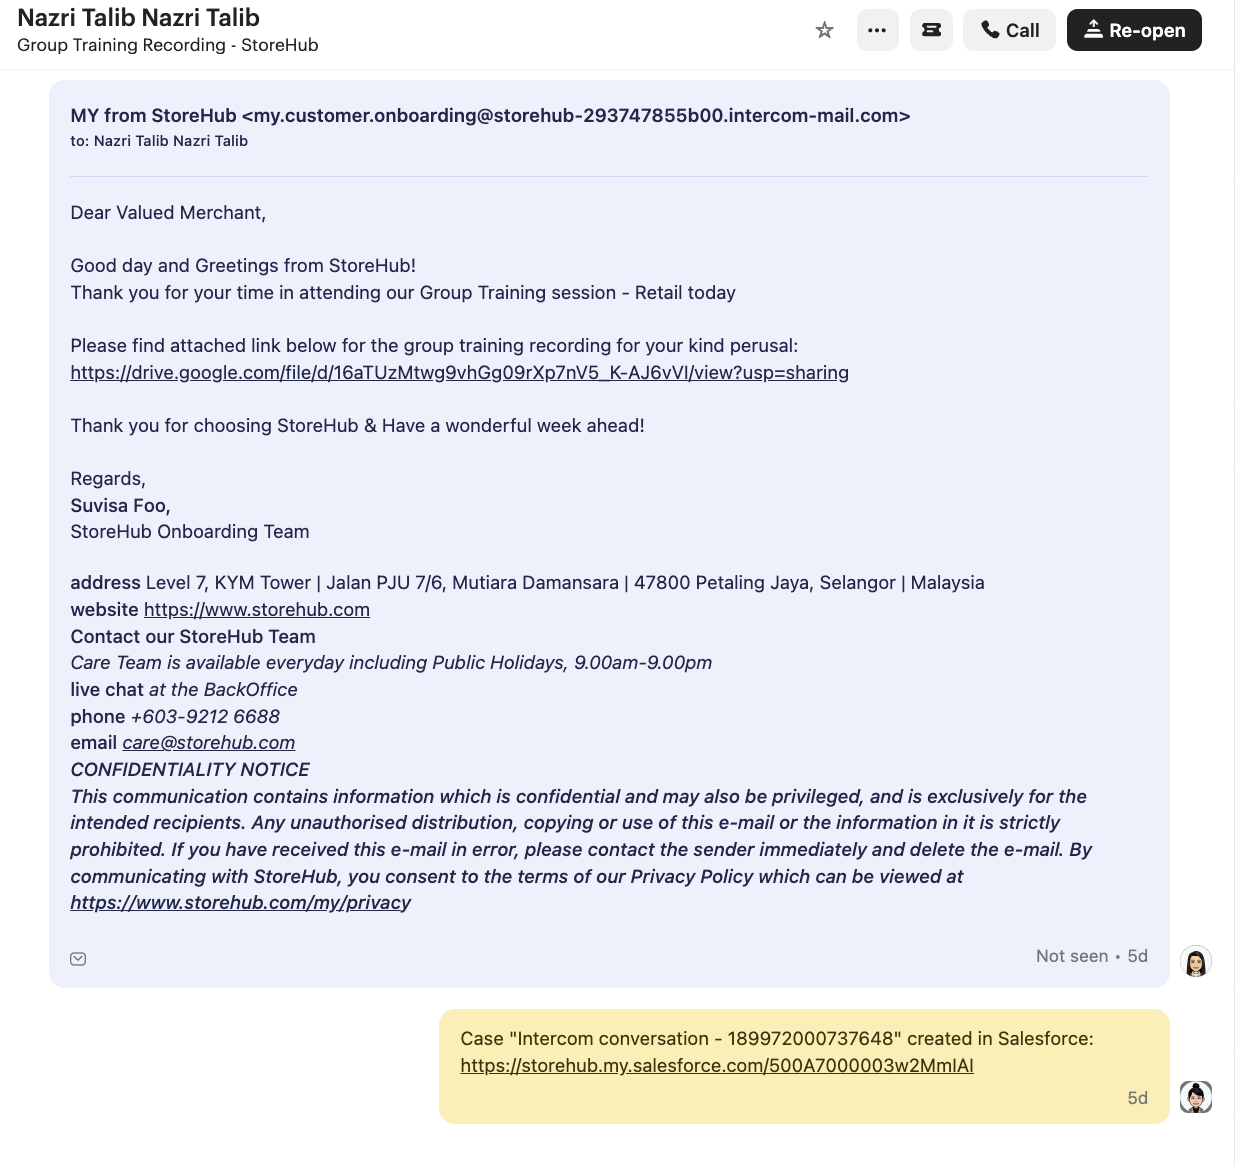 Nazri Talib Nazri Talib
Group Training Recording - StoreHub
Call
Re-open
MY from StoreHub <my.customer.onboarding@storehub-293747855b00.intercom-mail.com>
to: Nazri Talib Nazri Talib
Dear Valued Merchant,
Good day and Greetings from StoreHub!
Thank you for your time in attending our Group Training session - Retail today
Please find attached link below for the group training recording for your kind perusal:
https://drive.google.com/file/d/16aTUzMtwg9vhGg09rXp7nV5_K-AJ6vVI/view?usp=sharing
Thank you for choosing StoreHub & Have a wonderful week ahead!
Regards,
Suvisa Foo,
StoreHub Onboarding Team
address Level 7, KYM Tower | Jalan PJU 7/6, Mutiara Damansara | 47800 Petaling Jaya, Selangor | Malaysia
website https://www.storehub.com
Contact our StoreHub Team
Care Team is available everyday including Public Holidays, 9.00am-9.00pm
live chat at the BackOffice
phone +603-9212 6688
email care@storehub.com
CONFIDENTIALITY NOTICE
This communication contains information which is confidential and may also be privileged, and is exclusively for the
intended recipients. Any unauthorised distribution, copying or use of this e-mail or the information in it is strictly
prohibited. If you have received this e-mail in error, please contact the sender immediately and delete the e-mail. By
communicating with StoreHub, you consent to the terms of our Privacy Policy which can be viewed at
https://www.storehub.com/my/privacy
Not seen • 5d
Case "Intercom conversation - 189972000737648" created in Salesforce:
https://storehub.my.salesforce.com/500A7000003w2MmIAI
5d